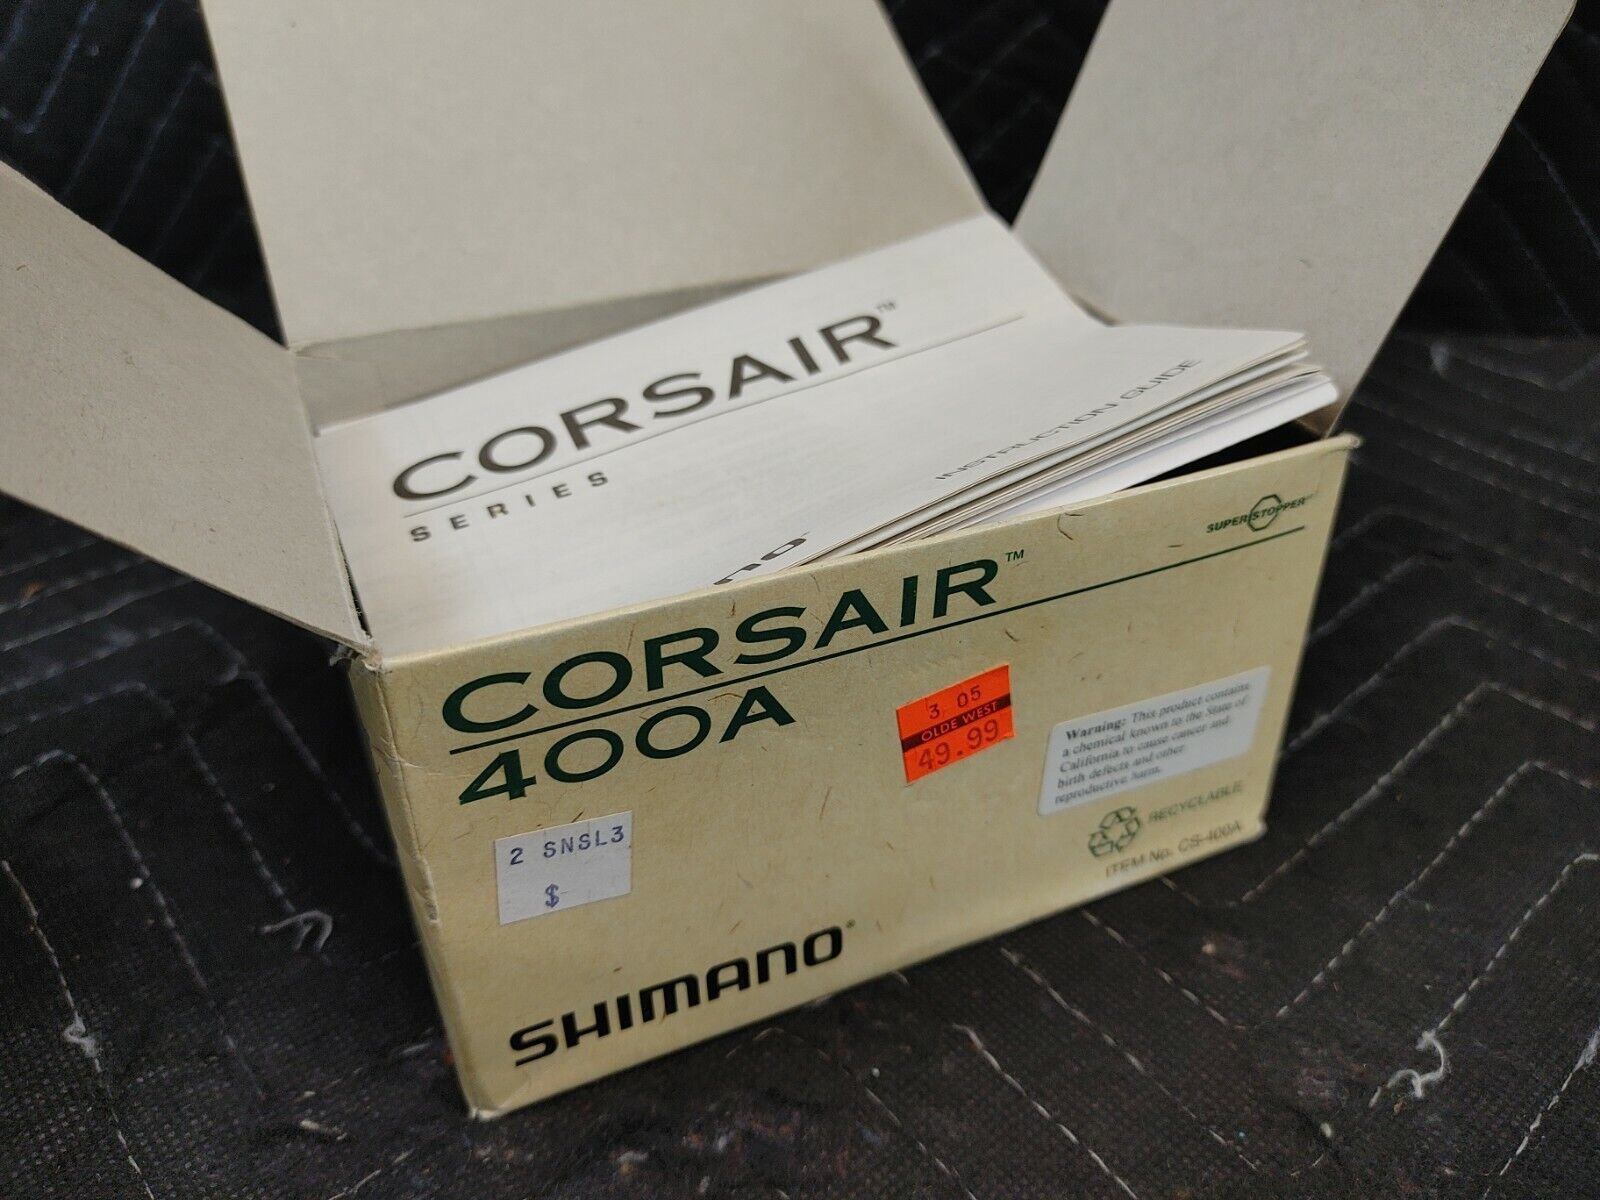 CORSAIR™
SERIES
INSTRUCTION GUIDE
mano
CORSAIR™
400A
SUPER STOPPER
3 05
OLDE WEST
49.99
Warning: This product contains
a chemical known to the State of
California to cause cancer and
birth defects and other
reproductive harm.
RECYCLABLE
ITEM No. CS-400A
2 SNSL3
$
SHIMANO®